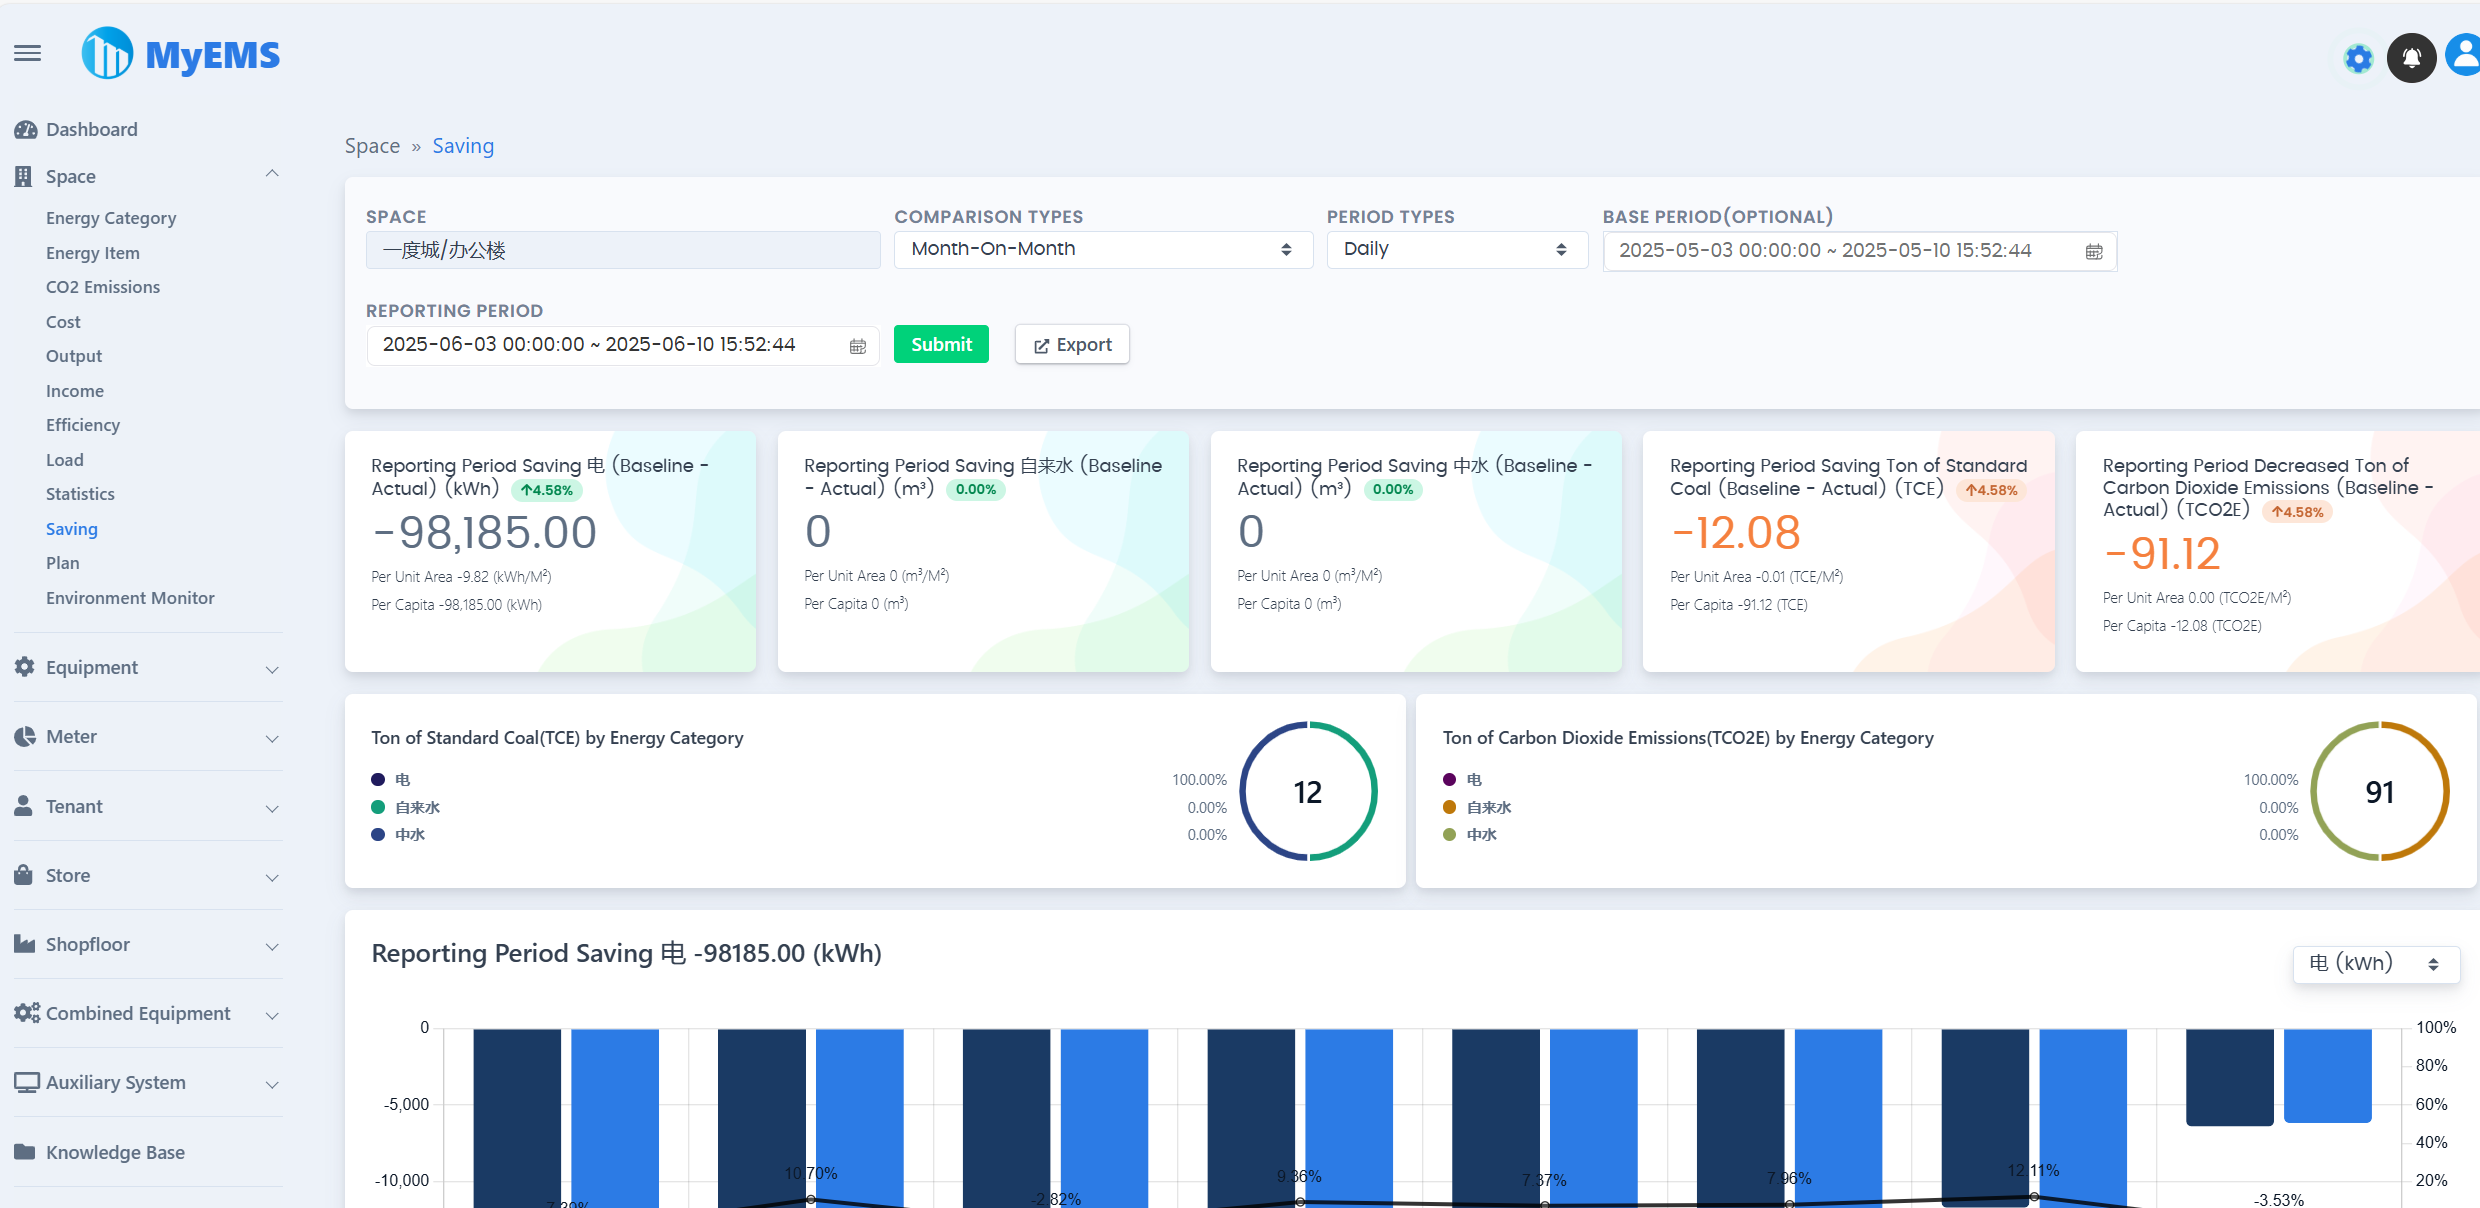 MyEMS
Dashboard
Space
Energy Category
Energy Item
CO2 Emissions
Cost
Output
Income
Efficiency
Load
Statistics
Saving
Plan
Environment Monitor
Equipment
Meter
Tenant
Store
Shopfloor
Combined Equipment
Auxiliary System
Knowledge Base
Space » Saving
SPACE
一度城/办公楼
COMPARISON TYPES
Month-On-Month
PERIOD TYPES
Daily
BASE PERIOD(OPTIONAL)
2025-05-03 00:00:00 ~ 2025-05-10 15:52:44
REPORTING PERIOD
2025-06-03 00:00:00 ~ 2025-06-10 15:52:44
Submit
Export
Reporting Period Saving 电 (Baseline -
Actual) (kWh) ↑4.58%
-98,185.00
Per Unit Area -9.82 (kWh/M²)
Per Capita -98,185.00 (kWh)
Reporting Period Saving 自来水 (Baseline
- Actual) (m³) 0.00%
0
Per Unit Area 0 (m³/M²)
Per Capita 0 (m³)
Reporting Period Saving 中水 (Baseline -
Actual) (m³) 0.00%
0
Per Unit Area 0 (m³/M²)
Per Capita 0 (m³)
Reporting Period Saving Ton of Standard
Coal (Baseline - Actual) (TCE) ↑4.58%
-12.08
Per Unit Area -0.01 (TCE/M²)
Per Capita -91.12 (TCE)
Reporting Period Decreased Ton of
Carbon Dioxide Emissions (Baseline -
Actual) (TCO2E) ↑4.58%
-91.12
Per Unit Area 0.00 (TCO2E/M²)
Per Capita -12.08 (TCO2E)
Ton of Standard Coal(TCE) by Energy Category
电 100.00%
自来水 0.00%
中水 0.00%
12
Ton of Carbon Dioxide Emissions(TCO2E) by Energy Category
电 100.00%
自来水 0.00%
中水 0.00%
91
Reporting Period Saving 电 -98185.00 (kWh)
电 (kWh)
0
-5,000
-10,000
100%
80%
60%
40%
20%
10.70%
-2.82%
9.36%
7.37%
7.96%
12.11%
-3.53%